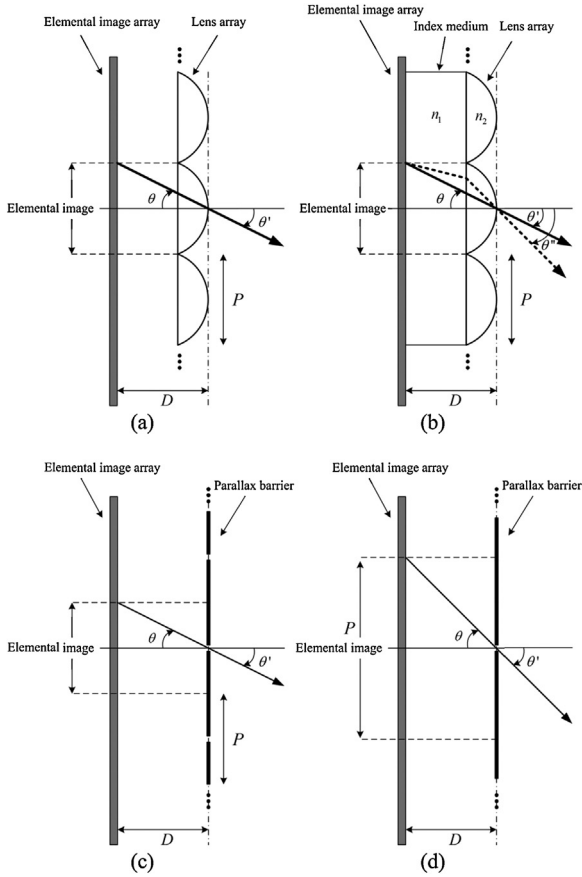 Elemental image array
Lens array
θ
θ'
Elemental image
P
D
(a)
Elemental image array
Index medium
Lens array
n₁
n₂
θ
θ'
θ"
Elemental image
P
D
(b)
Elemental image array
Parallax barrier
θ
θ'
Elemental image
P
D
(c)
Elemental image array
Parallax barrier
P
θ
θ'
Elemental image
D
(d)